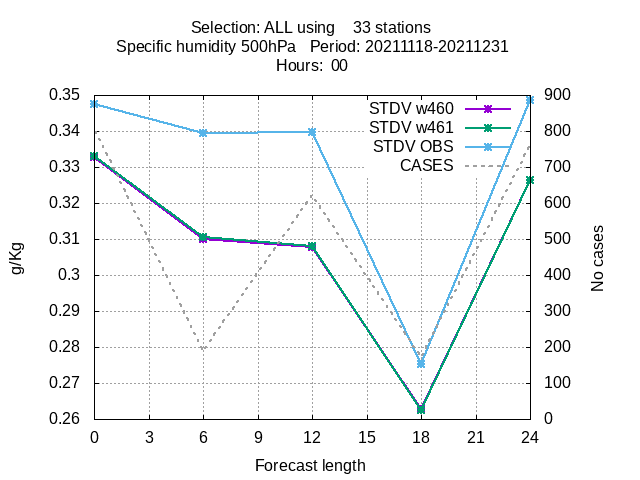 Selection: ALL using    33 stations
Specific humidity 500hPa   Period: 20211118-20211231
Hours:  00
0.35
0.34
0.33
0.32
0.31
0.3
0.29
0.28
0.27
0.26
g/Kg
STDV w460
STDV w461
STDV OBS
CASES
900
800
700
600
500
400
300
200
100
0
No cases
0 3 6 9 12 15 18 21 24
Forecast length